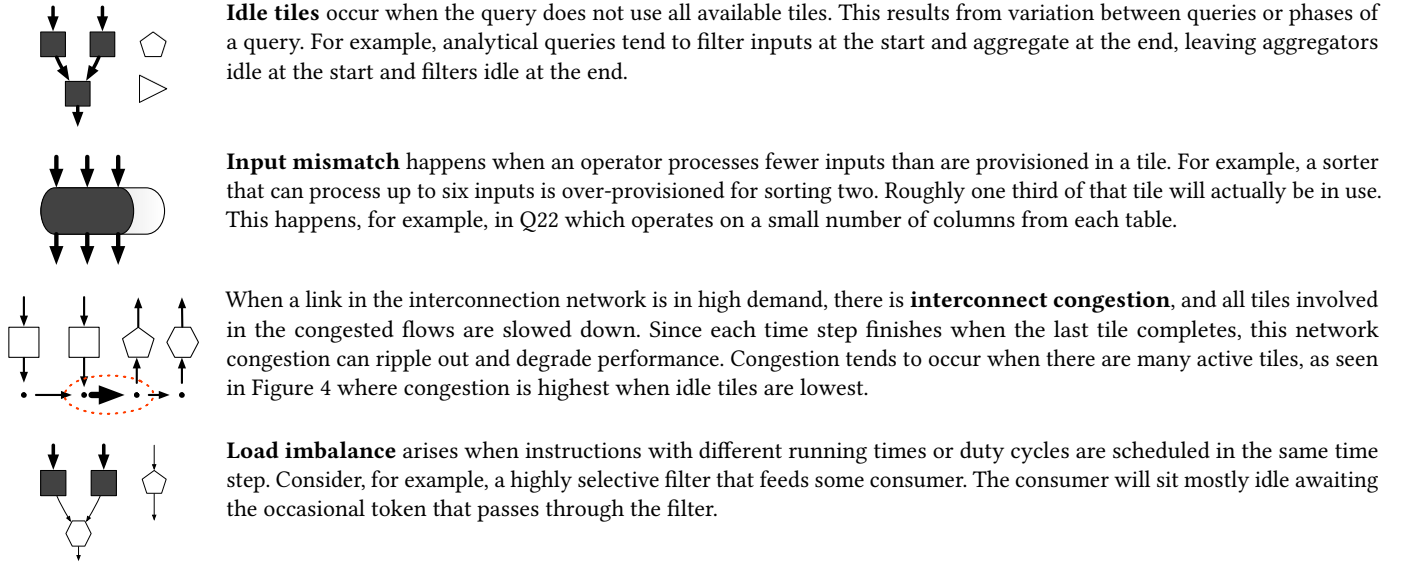 Idle tiles occur when the query does not use all available tiles. This results from variation between queries or phases of
a query. For example, analytical queries tend to filter inputs at the start and aggregate at the end, leaving aggregators
idle at the start and filters idle at the end.
Input mismatch happens when an operator processes fewer inputs than are provisioned in a tile. For example, a sorter
that can process up to six inputs is over-provisioned for sorting two. Roughly one third of that tile will actually be in use.
This happens, for example, in Q22 which operates on a small number of columns from each table.
When a link in the interconnection network is in high demand, there is interconnect congestion, and all tiles involved
in the congested flows are slowed down. Since each time step finishes when the last tile completes, this network
congestion can ripple out and degrade performance. Congestion tends to occur when there are many active tiles, as seen
in Figure 4 where congestion is highest when idle tiles are lowest.
Load imbalance arises when instructions with different running times or duty cycles are scheduled in the same time
step. Consider, for example, a highly selective filter that feeds some consumer. The consumer will sit mostly idle awaiting
the occasional token that passes through the filter.